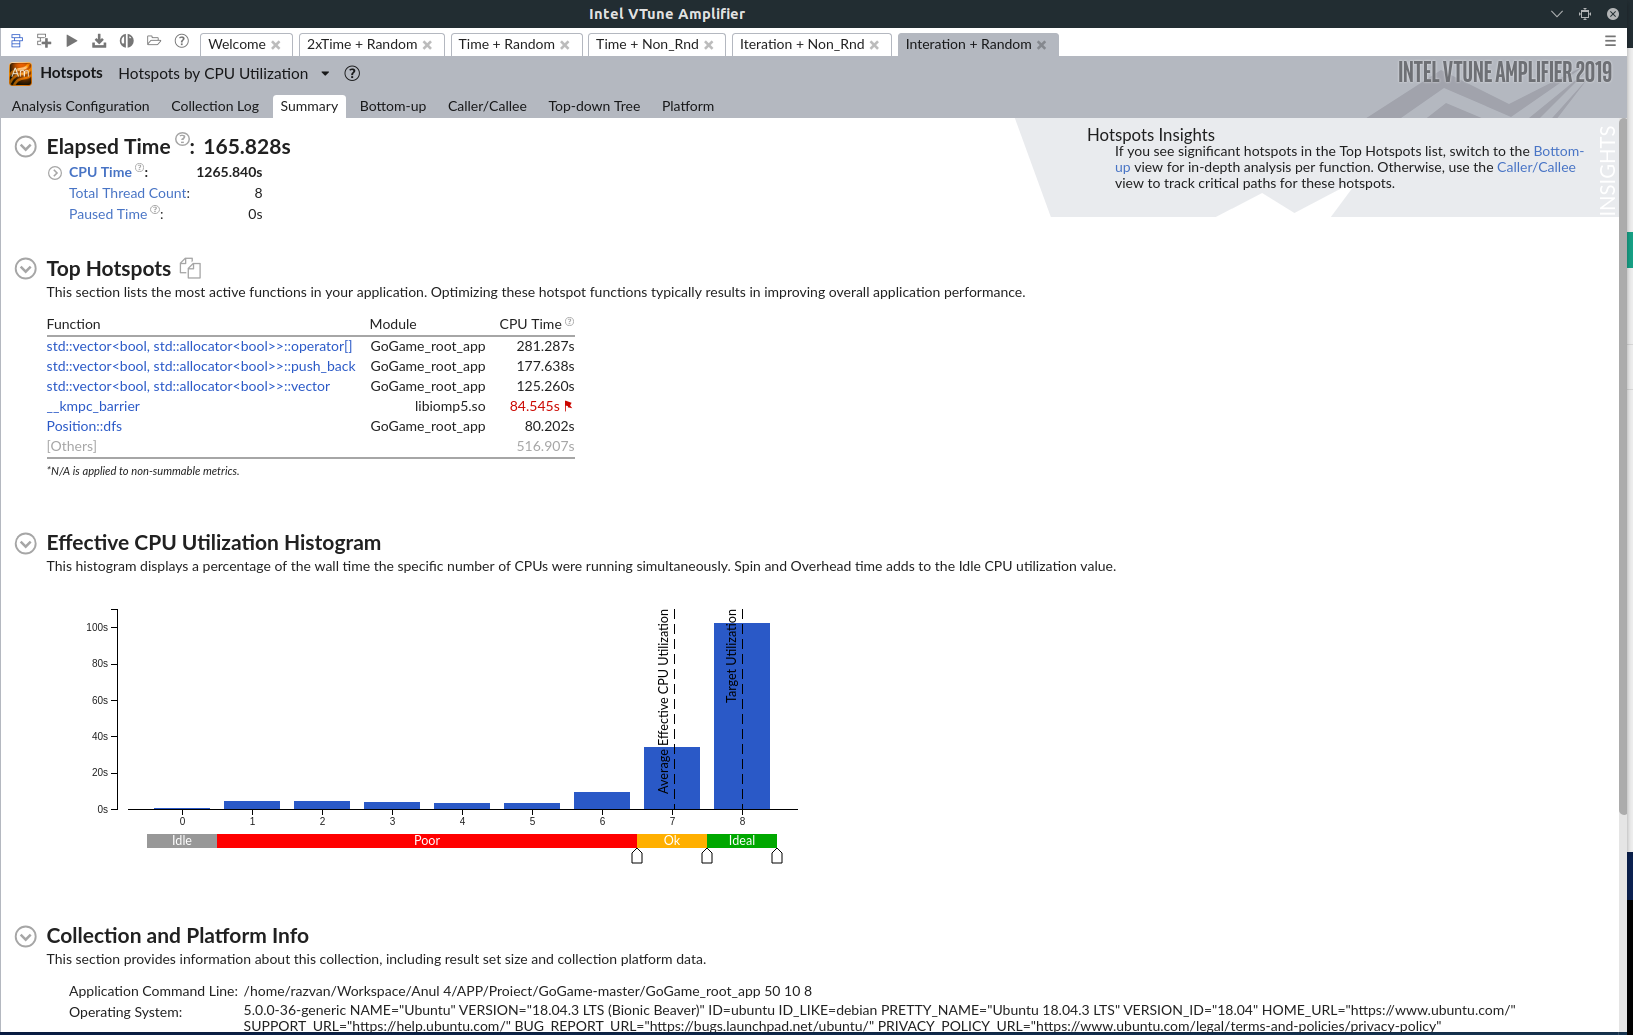 Intel VTune Amplifier
Welcome
2xTime + Random
Time + Random
Time + Non_Rnd
Iteration + Non_Rnd
Interation + Random
Hotspots Hotspots by CPU Utilization
INTEL VTUNE AMPLIFIER 2019
Analysis Configuration Collection Log Summary Bottom-up Caller/Callee Top-down Tree Platform
Elapsed Time : 165.828s
CPU Time : 1265.840s
Total Thread Count: 8
Paused Time : 0s
Hotspots Insights
If you see significant hotspots in the Top Hotspots list, switch to the Bottom-
up view for in-depth analysis per function. Otherwise, use the Caller/Callee
view to track critical paths for these hotspots.
INSIGHTS
Top Hotspots
This section lists the most active functions in your application. Optimizing these hotspot functions typically results in improving overall application performance.
Function Module CPU Time
std::vector<bool, std::allocator<bool>>::operator[] GoGame_root_app 281.287s
std::vector<bool, std::allocator<bool>>::push_back GoGame_root_app 177.638s
std::vector<bool, std::allocator<bool>>::vector GoGame_root_app 125.260s
__kmpc_barrier libiomp5.so 84.545s
Position::dfs GoGame_root_app 80.202s
[Others] 516.907s
*N/A is applied to non-summable metrics.
Effective CPU Utilization Histogram
This histogram displays a percentage of the wall time the specific number of CPUs were running simultaneously. Spin and Overhead time adds to the Idle CPU utilization value.
100s
80s
60s
40s
20s
0s
Average Effective CPU Utilization
Target Utilization
0 1 2 3 4 5 6 7 8
Idle Poor Ok Ideal
Collection and Platform Info
This section provides information about this collection, including result set size and collection platform data.
Application Command Line: /home/razvan/Workspace/Anul 4/APP/Proiect/GoGame-master/GoGame_root_app 50 10 8
Operating System: 5.0.0-36-generic NAME="Ubuntu" VERSION="18.04.3 LTS (Bionic Beaver)" ID=ubuntu ID_LIKE=debian PRETTY_NAME="Ubuntu 18.04.3 LTS" VERSION_ID="18.04" HOME_URL="https://www.ubuntu.com/"
SUPPORT_URL="https://help.ubuntu.com/" BUG_REPORT_URL="https://bugs.launchpad.net/ubuntu/" PRIVACY_POLICY_URL="https://www.ubuntu.com/legal/terms-and-policies/privacy-policy"